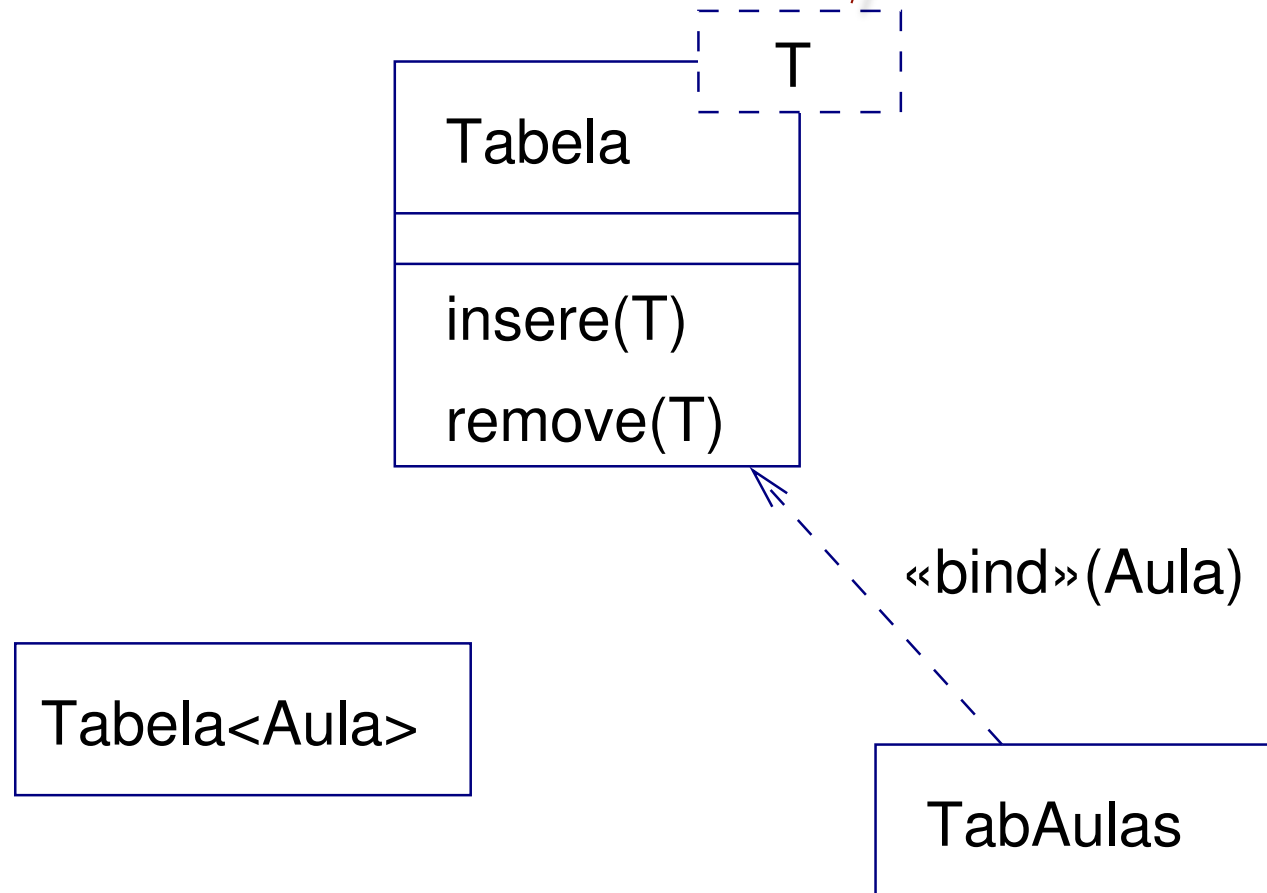 T
Tabela
insere(T)
remove(T)
«bind»(Aula)
Tabela<Aula>
TabAulas